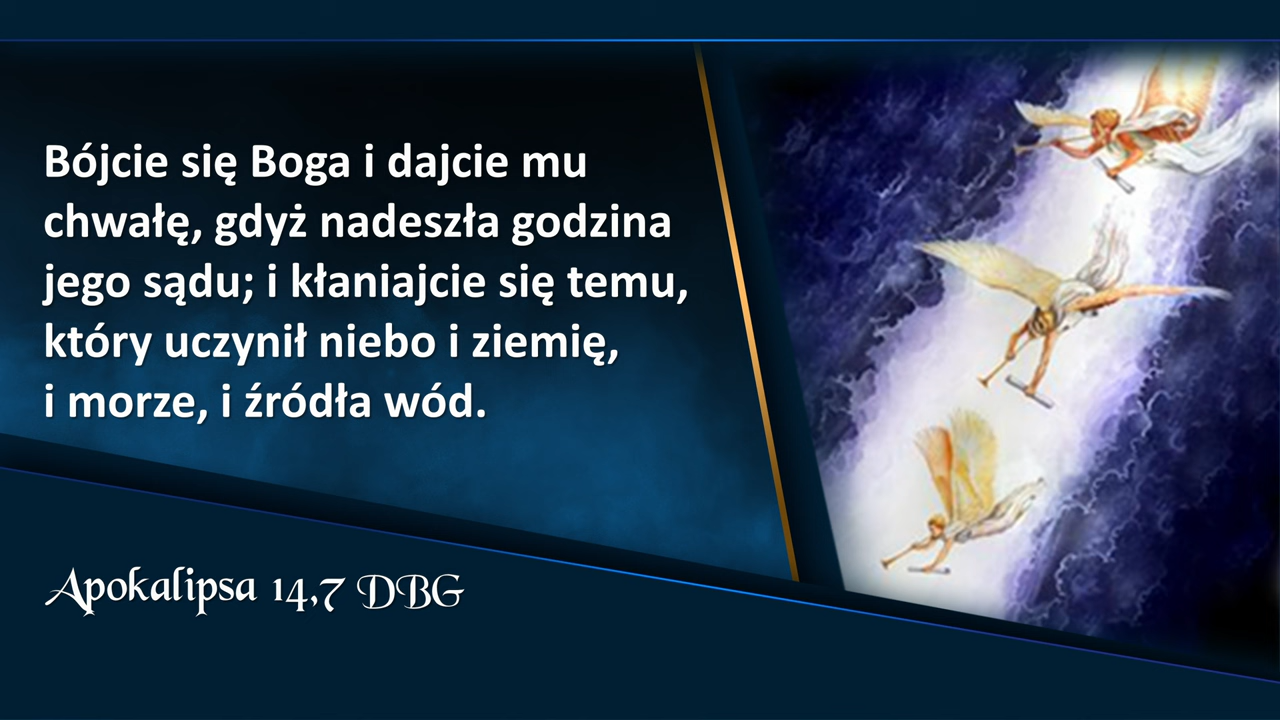 Bójcie się Boga i dajcie mu
chwałę, gdyż nadeszła godzina
jego sądu; i kłaniajcie się temu,
który uczynił niebo i ziemię,
i morze, i źródła wód.
Apokalipsa 14,7 DBG